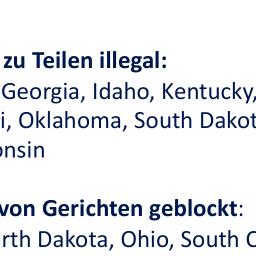 zu Teilen illegal:
Georgia, Idaho, Kentucky,
i, Oklahoma, South Dakot
onsin
von Gerichten geblockt:
rth Dakota, Ohio, South C